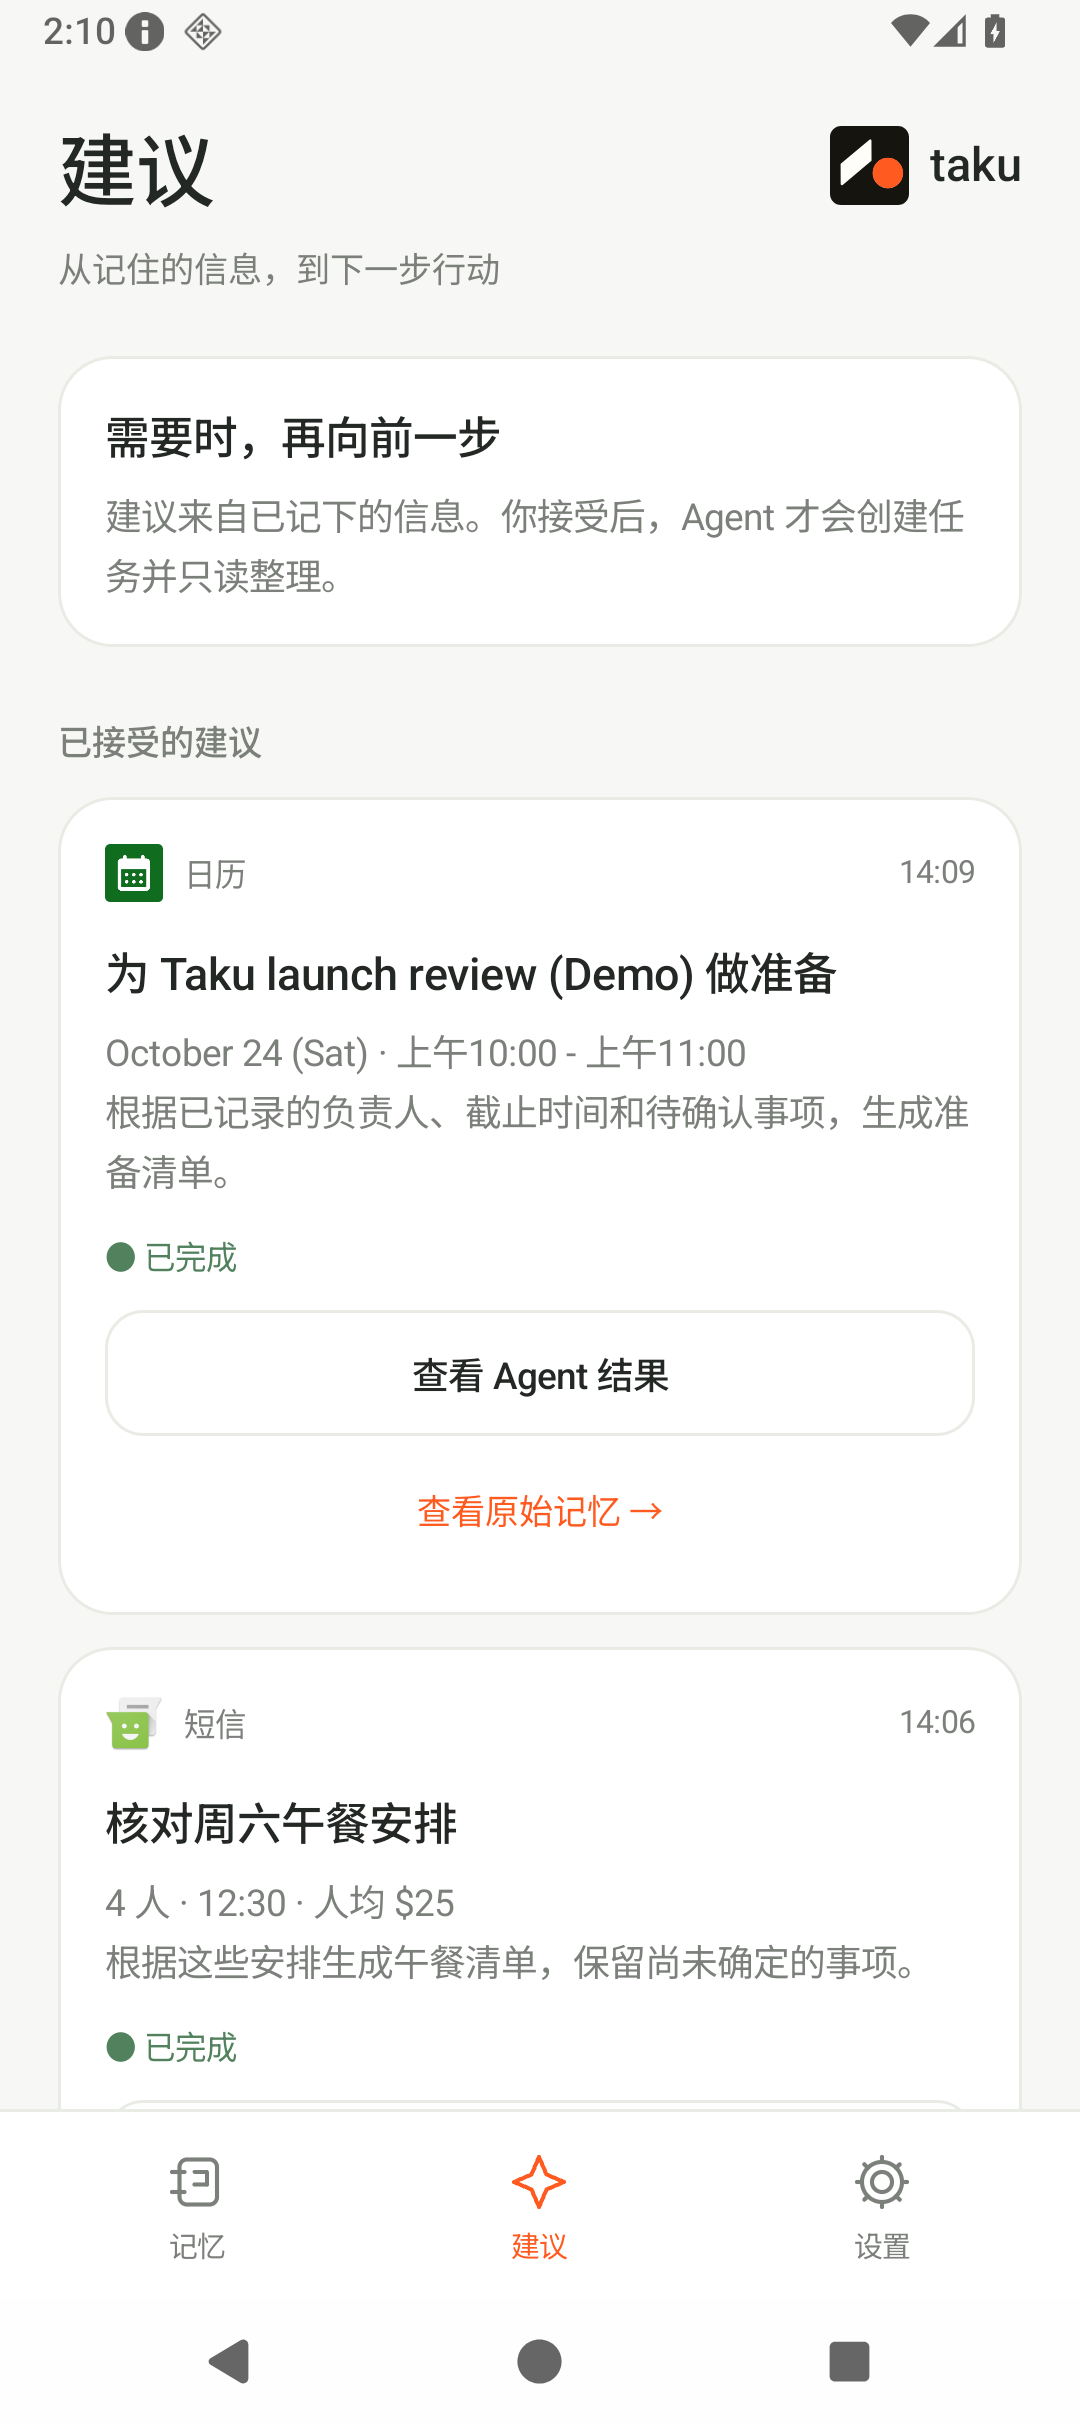 2:10
建议
taku
从记住的信息，到下一步行动
需要时，再向前一步
建议来自已记下的信息。你接受后，Agent 才会创建任
务并只读整理。
已接受的建议
日历
14:09
为 Taku launch review (Demo) 做准备
October 24 (Sat) · 上午10:00 - 上午11:00
根据已记录的负责人、截止时间和待确认事项，生成准
备清单。
已完成
查看 Agent 结果
查看原始记忆 →
短信
14:06
核对周六午餐安排
4 人 · 12:30 · 人均 $25
根据这些安排生成午餐清单，保留尚未确定的事项。
已完成
记忆
建议
设置